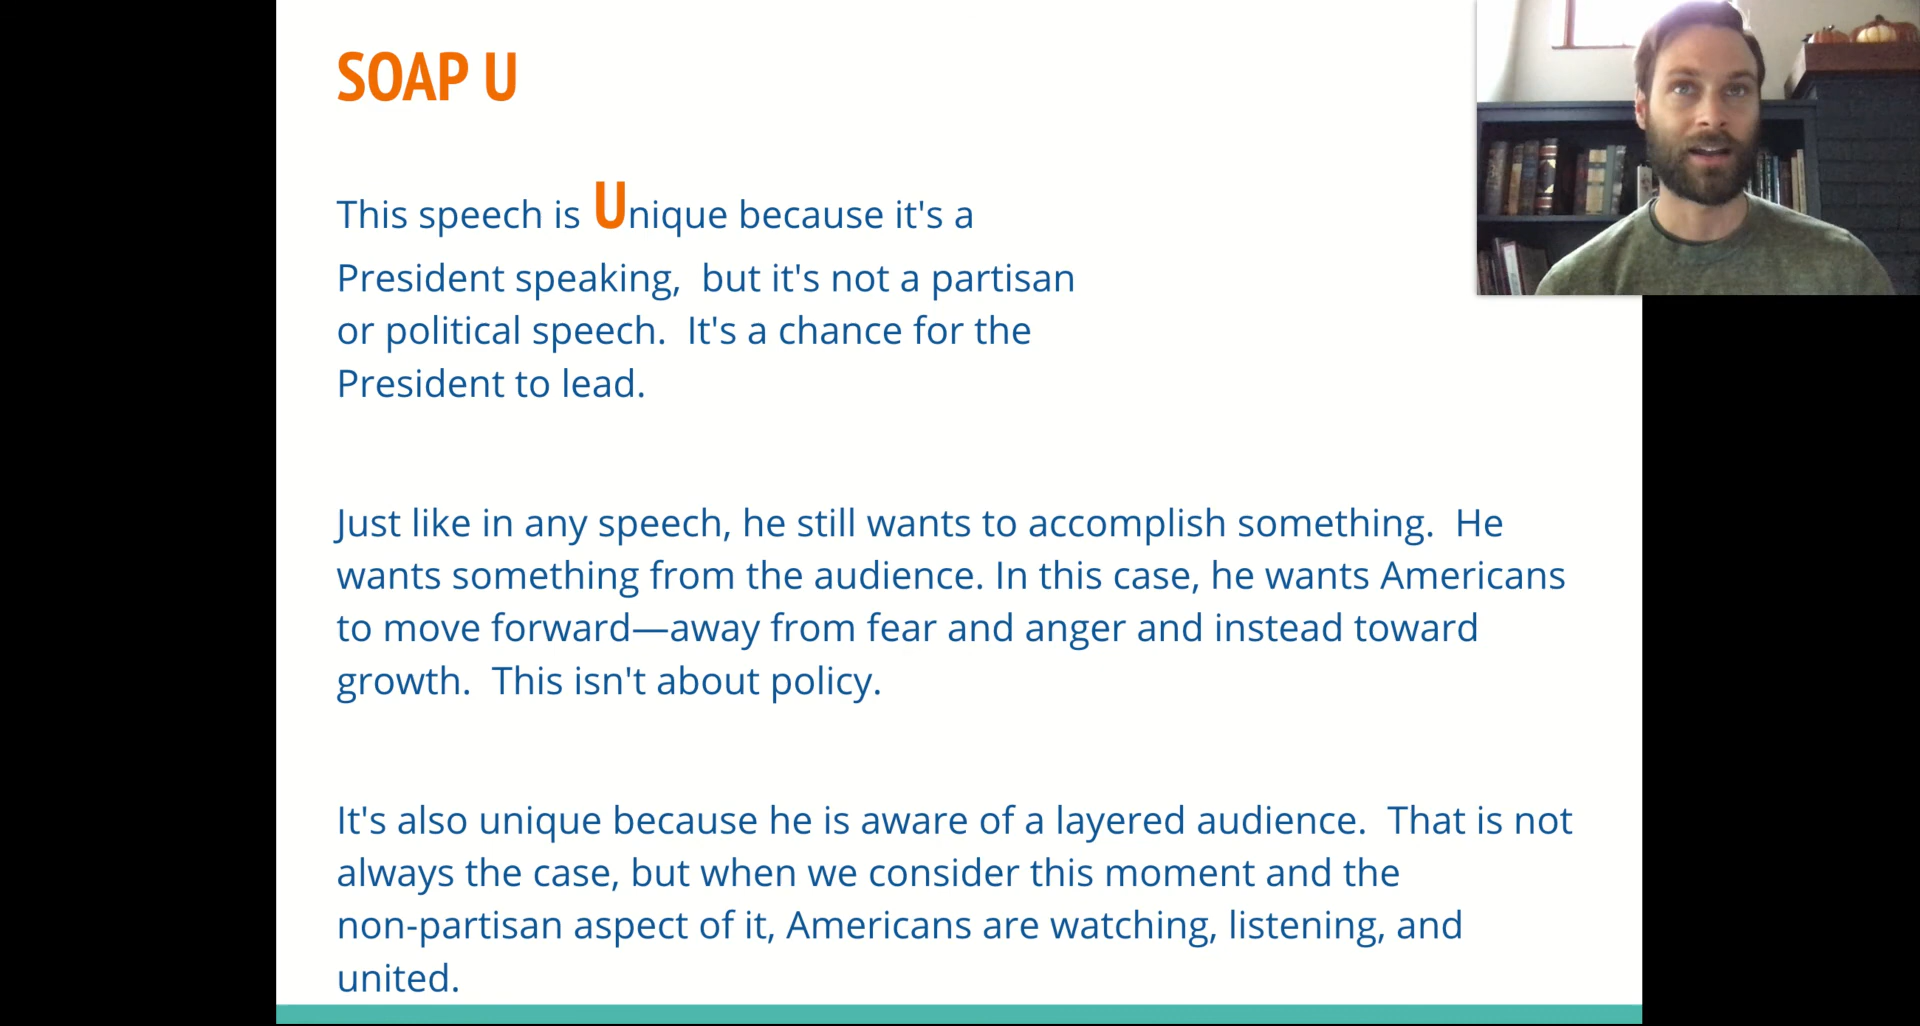 SOAP U
This speech is Unique because it's a
President speaking,  but it's not a partisan
or political speech.  It's a chance for the
President to lead.
Just like in any speech, he still wants to accomplish something.  He
wants something from the audience. In this case, he wants Americans
to move forward—away from fear and anger and instead toward
growth.  This isn't about policy.
It's also unique because he is aware of a layered audience.  That is not
always the case, but when we consider this moment and the
non-partisan aspect of it, Americans are watching, listening, and
united.